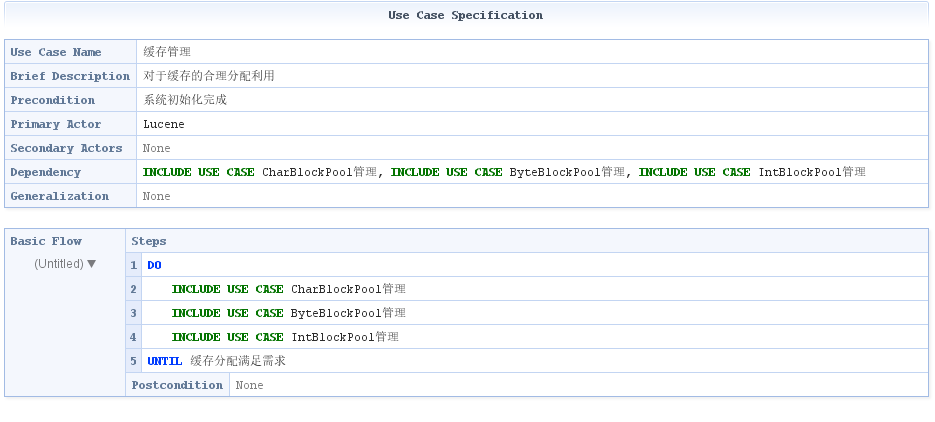 Use Case Specification
Use Case Name 缓存管理
Brief Description 对于缓存的合理分配利用
Precondition 系统初始化完成
Primary Actor Lucene
Secondary Actors None
Dependency INCLUDE USE CASE CharBlockPool管理, INCLUDE USE CASE ByteBlockPool管理, INCLUDE USE CASE IntBlockPool管理
Generalization None
Basic Flow Steps
(Untitled) ▼
1 DO
2 INCLUDE USE CASE CharBlockPool管理
3 INCLUDE USE CASE ByteBlockPool管理
4 INCLUDE USE CASE IntBlockPool管理
5 UNTIL 缓存分配满足需求
Postcondition None